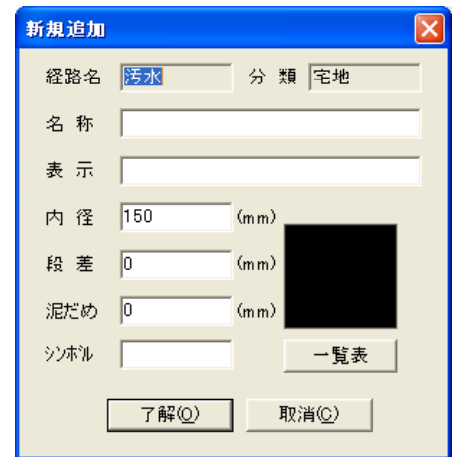 新規追加
経路名 汚水 分 類 宅地
名 称
表 示
内 径 150 (mm)
段 差 0 (mm)
泥だめ 0 (mm)
ｼﾝﾎﾞﾙ 一覧表
了解(O) 取消(C)